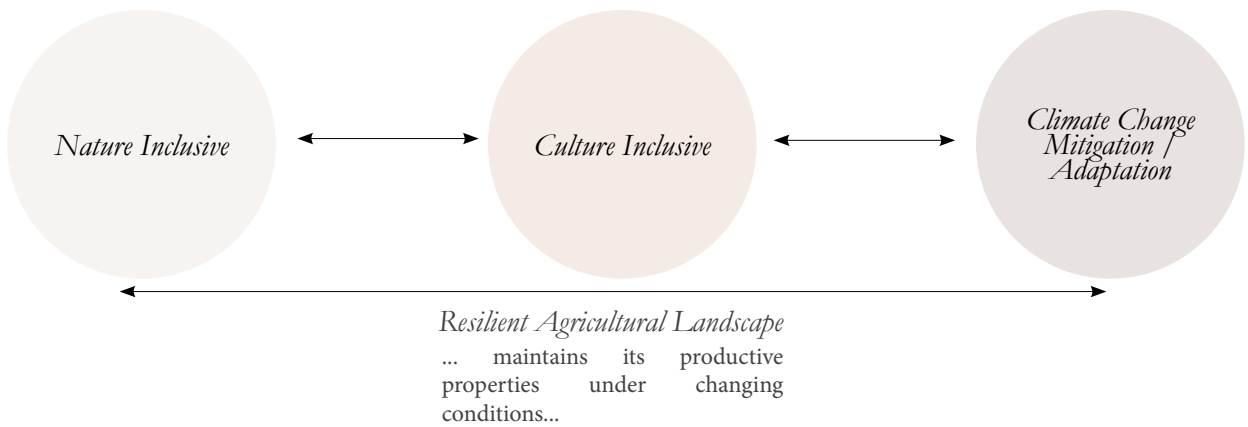 Nature Inclusive
Culture Inclusive
Climate Change
Mitigation /
Adaptation
Resilient Agricultural Landscape
... maintains its productive
properties under changing
conditions...